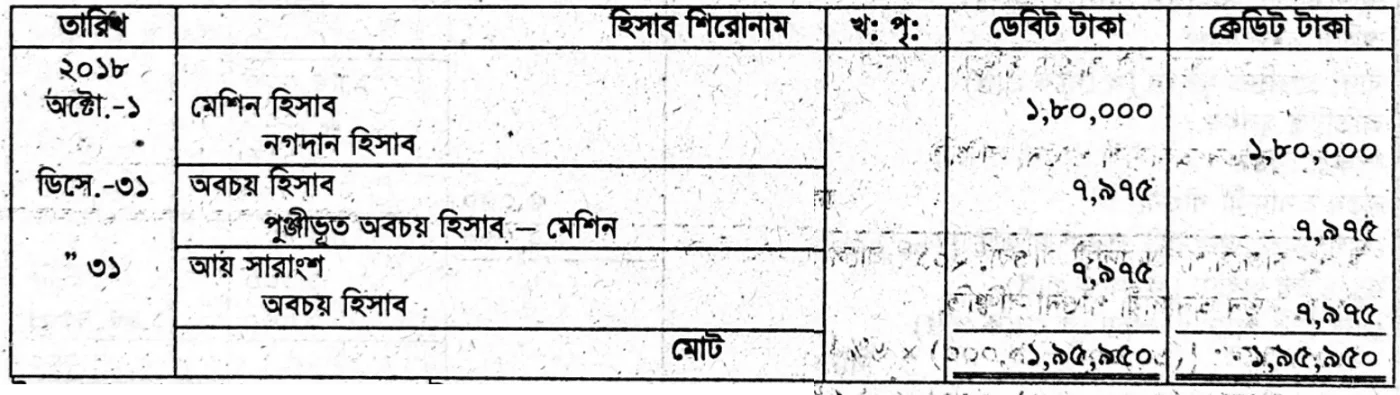 তারিখ হিসাব শিরোনাম খ: পৃ: ডেবিট টাকা ক্রেডিট টাকা
২০১৮
অক্টো.-১ মেশিন হিসাব ১,৮০,০০০
নগদান হিসাব ১,৮০,০০০
ডিসে.-৩১ অবচয় হিসাব ৭,৯৭৫
পুঞ্জীভূত অবচয় হিসাব – মেশিন ৭,৯৭৫
” ৩১ আয় সারাংশ ৭,৯৭৫
অবচয় হিসাব ৭,৯৭৫
মোট ১,৯৫,৯৫০ ১,৯৫,৯৫০